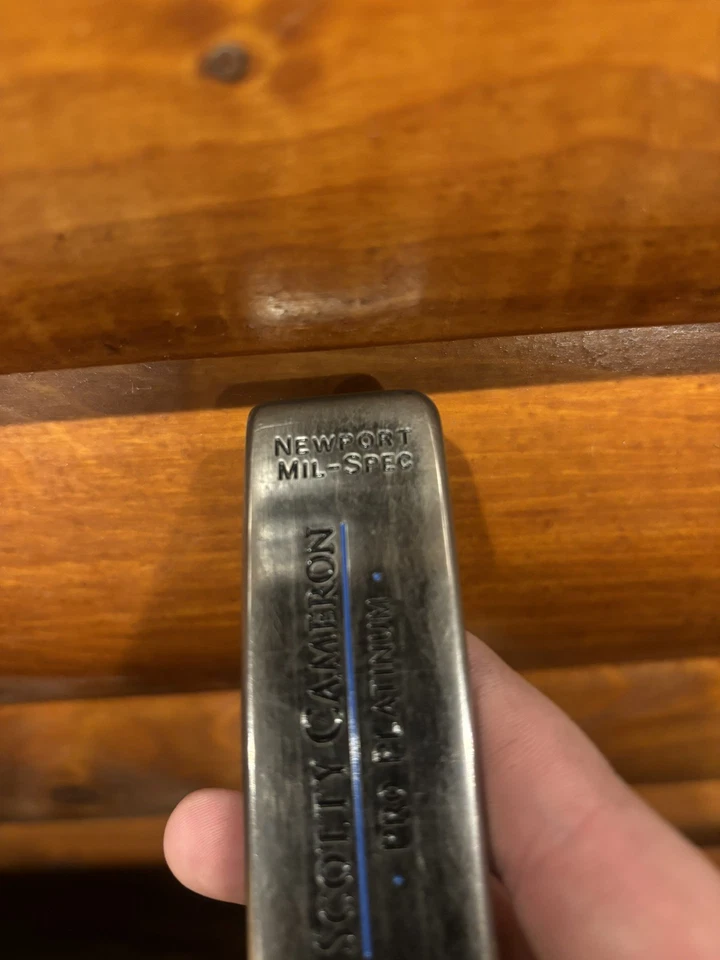 NEWPORT
MIL-SPEC
SCOTTY CAMERON
PRO PLATINUM